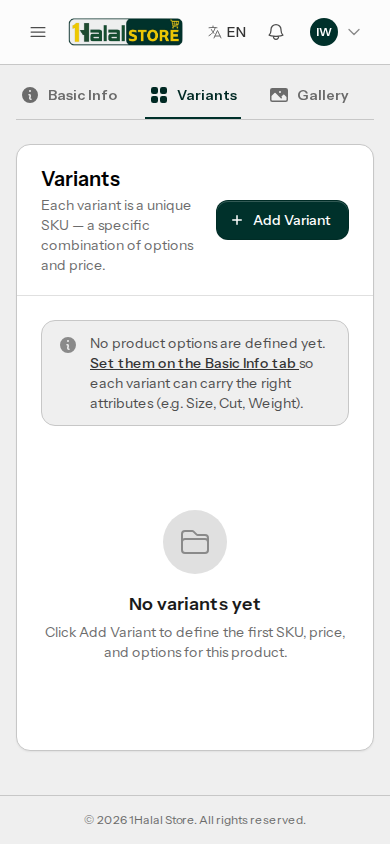 1Halal STORE EN IW
Basic Info Variants Gallery
Variants
Each variant is a unique
SKU — a specific
combination of options
and price.
+ Add Variant
No product options are defined yet.
Set them on the Basic Info tab so
each variant can carry the right
attributes (e.g. Size, Cut, Weight).
No variants yet
Click Add Variant to define the first SKU, price,
and options for this product.
© 2026 1Halal Store. All rights reserved.